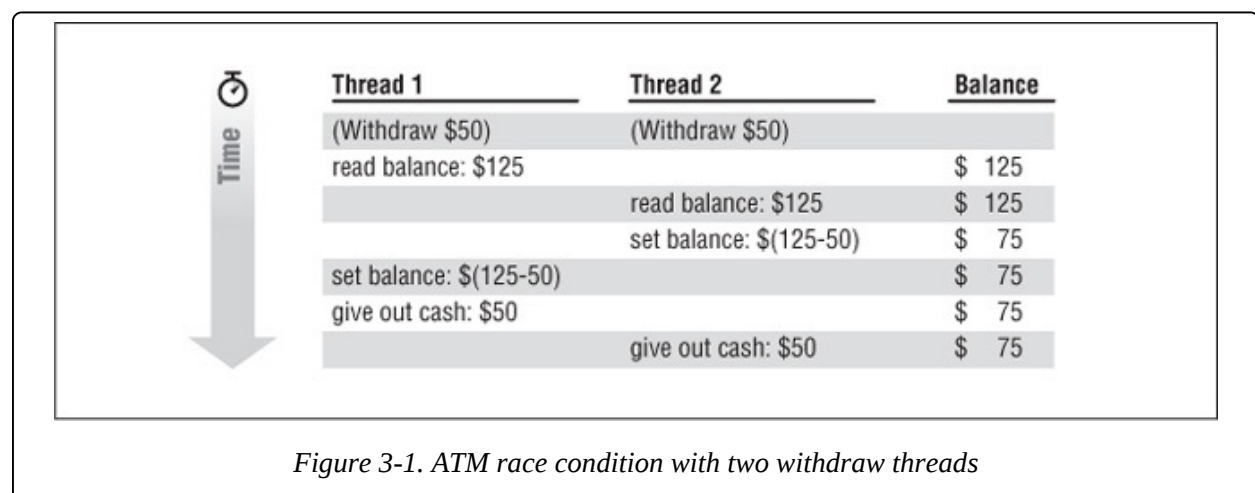 Time
Thread 1 Thread 2 Balance
(Withdraw $50) (Withdraw $50)
read balance: $125 $ 125
read balance: $125 $ 125
set balance: $(125-50) $ 75
set balance: $(125-50) $ 75
give out cash: $50 $ 75
give out cash: $50 $ 75
Figure 3-1. ATM race condition with two withdraw threads